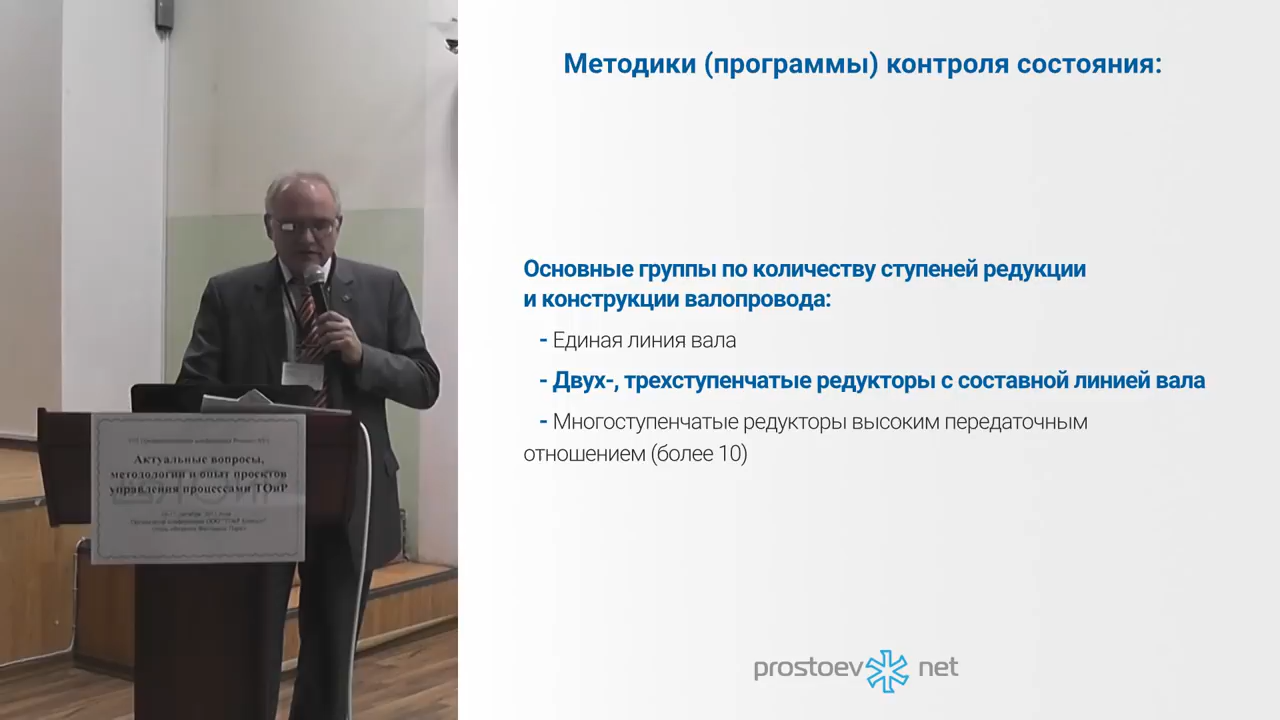 Методики (программы) контроля состояния:
Основные группы по количеству ступеней редукции
и конструкции валопровода:
- Единая линия вала
- Двух-, трехступенчатые редукторы с составной линией вала
- Многоступенчатые редукторы высоким передаточным
отношением (более 10)
Актуальные вопросы,
методологии и опыт проектов
управления процессами ТОиР
prostoev net